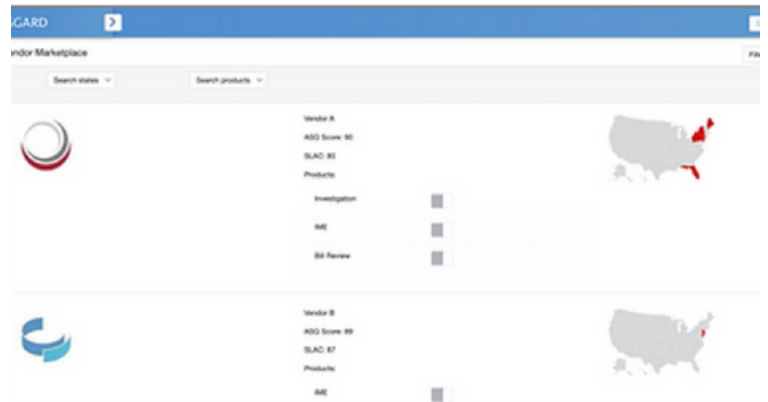 SGARD
endor Marketplace
Search states
Search products
Vendor A
ASG Score: 90
SLAC: 80
Products:
Investigation
IME
Bill Review
Vendor B
ASG Score: 89
SLAC: 87
Products:
IME